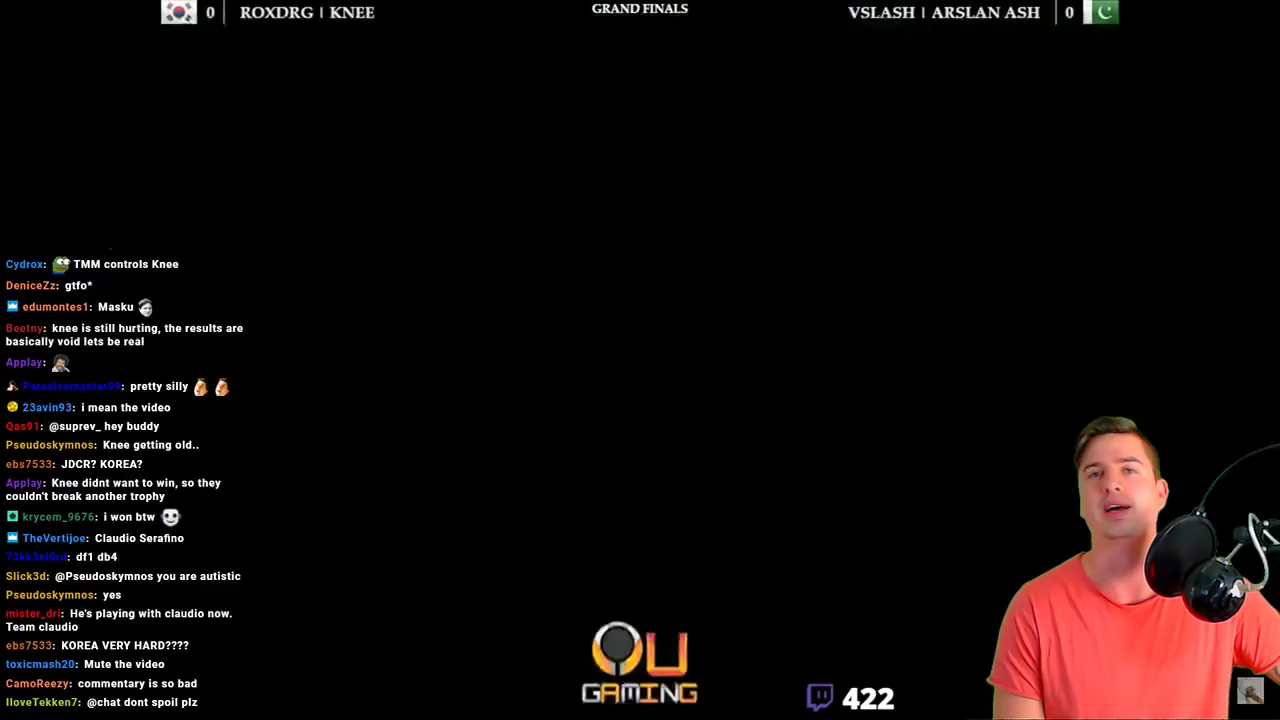 0 ROXDRG | KNEE
GRAND FINALS
VSLASH | ARSLAN ASH 0
Cydrox: TMM controls Knee
DeniceZz: gtfo*
edumontes1: Masku
Beetny: knee is still hurting, the results are
basically void lets be real
Applay:
Paradisemaster99: pretty silly
23avin93: i mean the video
Qas91: @suprev_ hey buddy
Pseudoskymnos: Knee getting old..
ebs7533: JDCR? KOREA?
Applay: Knee didnt want to win, so they
couldn't break another trophy
krycem_9676: i won btw
TheVertijoe: Claudio Serafino
df1 db4
Slick3d: @Pseudoskymnos you are autistic
Pseudoskymnos: yes
mister_dri: He's playing with claudio now.
Team claudio
ebs7533: KOREA VERY HARD????
toxicmash20: Mute the video
CamoReezy: commentary is so bad
IloveTekken7: @chat dont spoil plz
OU
GAMING
422